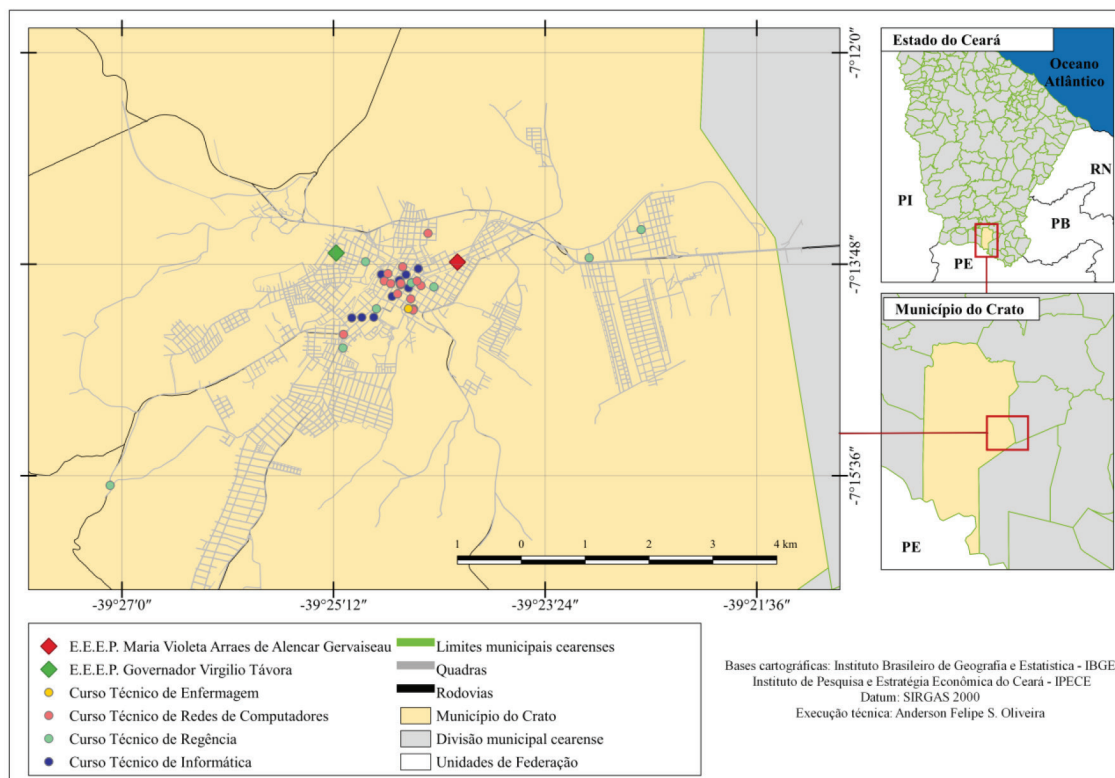 Estado do Ceará
Oceano
Atlântico
RN
PI
PB
PE
Município do Crato
PE
-7°12'0"
-7°13'48"
-7°15'36"
1 0 1 2 3 4 km
-39°27'0" -39°25'12" -39°23'24" -39°21'36"
E.E.E.P. Maria Violeta Arraes de Alencar Gervaiseau
E.E.E.P. Governador Virgilio Távora
Curso Técnico de Enfermagem
Curso Técnico de Redes de Computadores
Curso Técnico de Regência
Curso Técnico de Informática
Limites municipais cearenses
Quadras
Rodovias
Município do Crato
Divisão municipal cearense
Unidades de Federação
Bases cartográficas: Instituto Brasileiro de Geografia e Estatistica - IBGE
Instituto de Pesquisa e Estratégia Econômica do Ceará - IPECE
Datum: SIRGAS 2000
Execução técnica: Anderson Felipe S. Oliveira